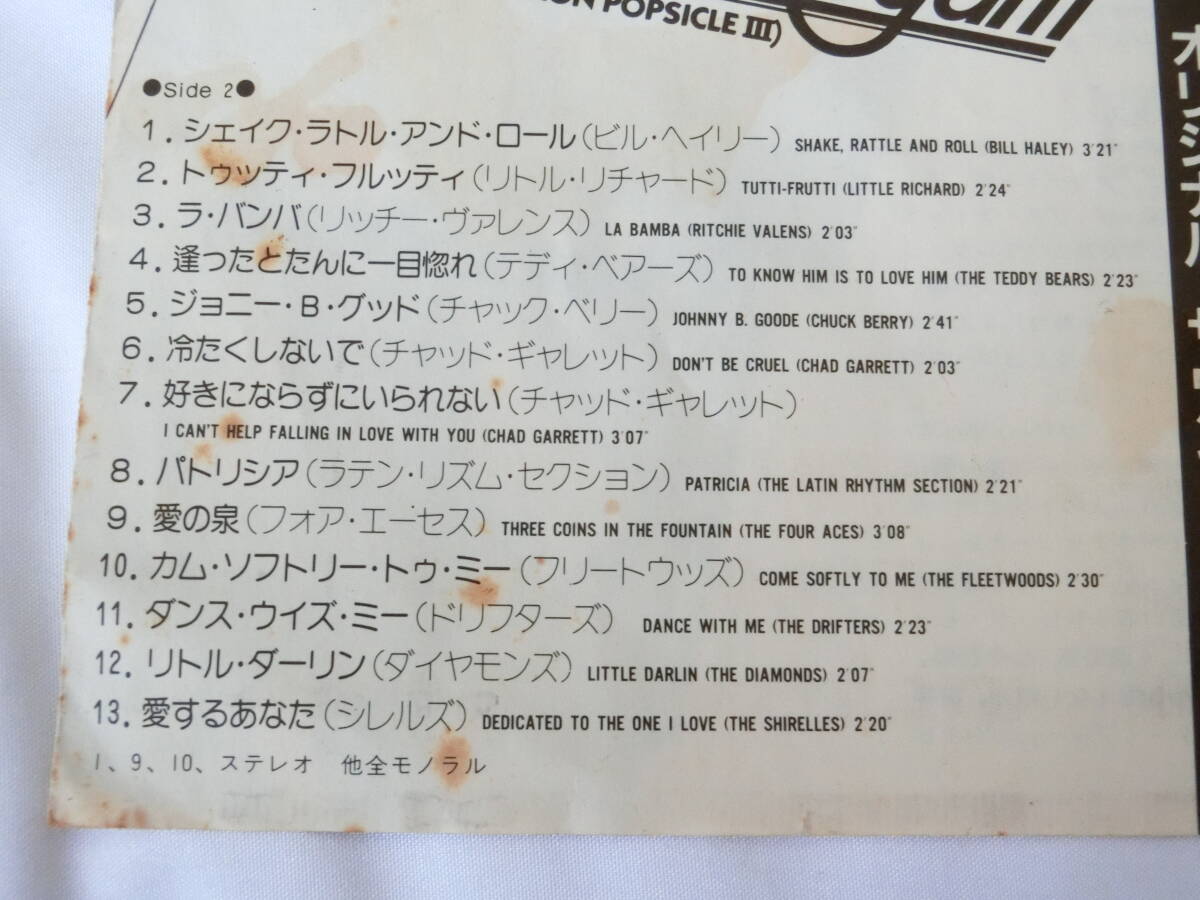 POPSICLE III)
●Side 2●
1. シェイク・ラトル・アンド・ロール(ビル・ヘイリー) SHAKE, RATTLE AND ROLL (BILL HALEY) 3'21"
2. トゥッティ・フルッティ(リトル・リチャード) TUTTI-FRUTTI (LITTLE RICHARD) 2'24"
3. ラ・バンバ(リッチー・ヴァレンス) LA BAMBA (RITCHIE VALENS) 2'03"
4. 逢ったとたんに一目惚れ(テディ・ベアーズ) TO KNOW HIM IS TO LOVE HIM (THE TEDDY BEARS) 2'23"
5. ジョニー・B・グッド(チャック・ベリー) JOHNNY B. GOODE (CHUCK BERRY) 2'41"
6. 冷たくしないで(チャッド・ギャレット) DON'T BE CRUEL (CHAD GARRETT) 2'03"
7. 好きにならずにいられない(チャッド・ギャレット)
I CAN'T HELP FALLING IN LOVE WITH YOU (CHAD GARRETT) 3'07"
8. パトリシア(ラテン・リズム・セクション) PATRICIA (THE LATIN RHYTHM SECTION) 2'21"
9. 愛の泉(フォア・エーセス) THREE COINS IN THE FOUNTAIN (THE FOUR ACES) 3'08"
10. カム・ソフトリー・トゥ・ミー(フリートウッズ) COME SOFTLY TO ME (THE FLEETWOODS) 2'30"
11. ダンス・ウイズ・ミー(ドリフターズ) DANCE WITH ME (THE DRIFTERS) 2'23"
12. リトル・ダーリン(ダイヤモンズ) LITTLE DARLIN (THE DIAMONDS) 2'07"
13. 愛するあなた(シレルズ) DEDICATED TO THE ONE I LOVE (THE SHIRELLES) 2'20"
1、9、10、ステレオ 他全モノラル
オリジナル